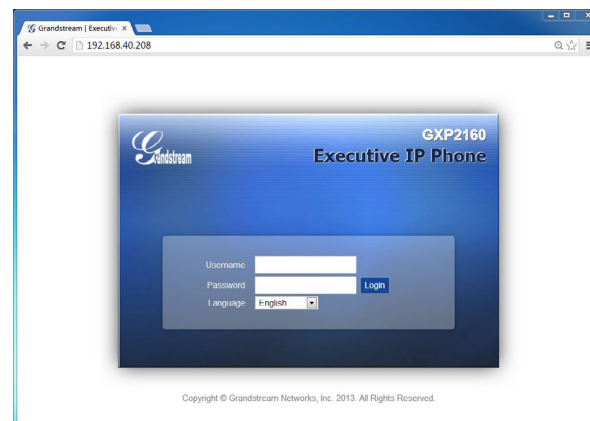 Grandstream | Executiv
192.168.40.208
Grandstream
GXP2160
Executive IP Phone
Username
Password
Login
Language
English
Copyright © Grandstream Networks, Inc. 2013. All Rights Reserved.